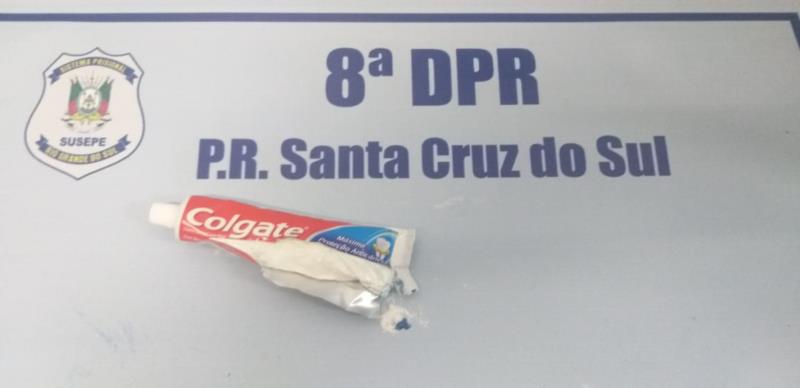 SISTEMA PRISIONAL
SUSEPE
RIO GRANDE DO SUL
8ª DPR
P.R. Santa Cruz do Sul
Colgate
Máxima
Proteção Anticáries